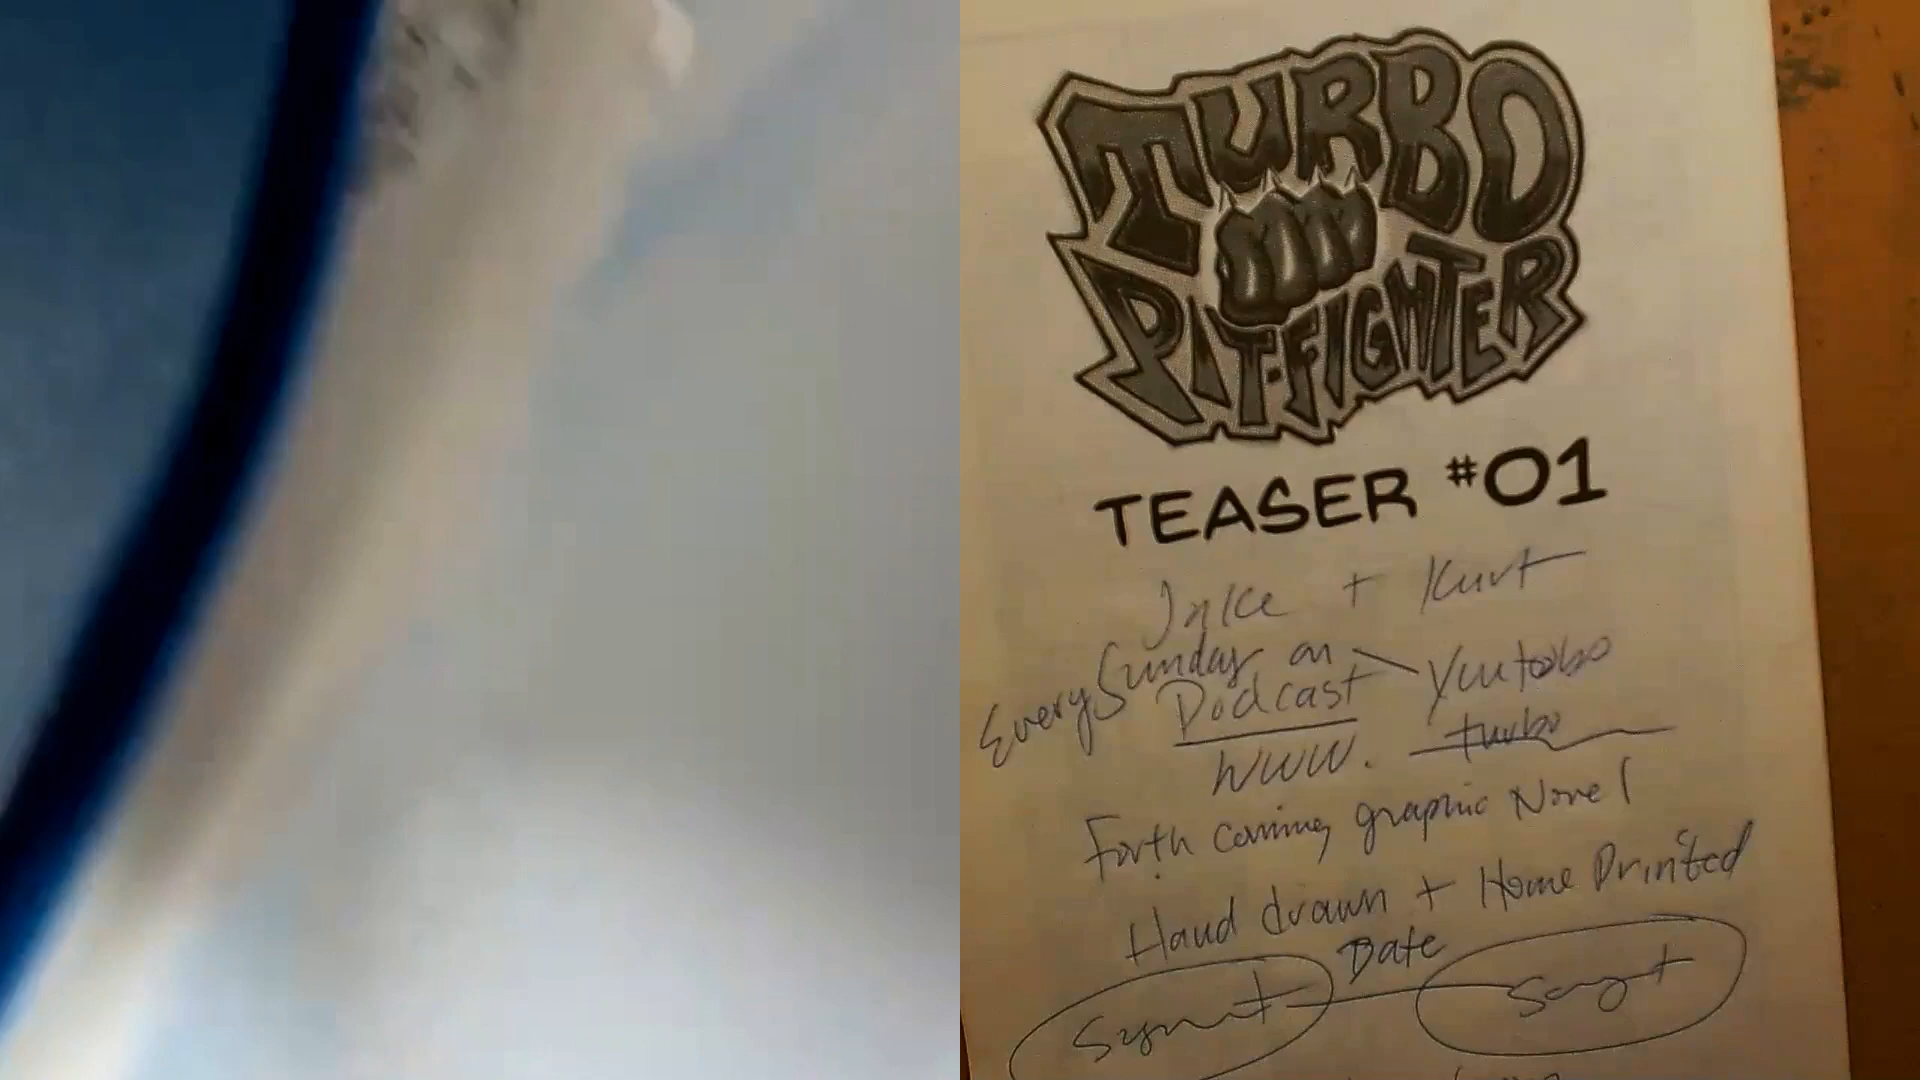 TURBO
PIT-FIGHTER
TEASER #01
Jake + Kurt
Every Sunday on
Podcast
www. turbo
Forth coming graphic Novel
Hand drawn + Home Printed
Date